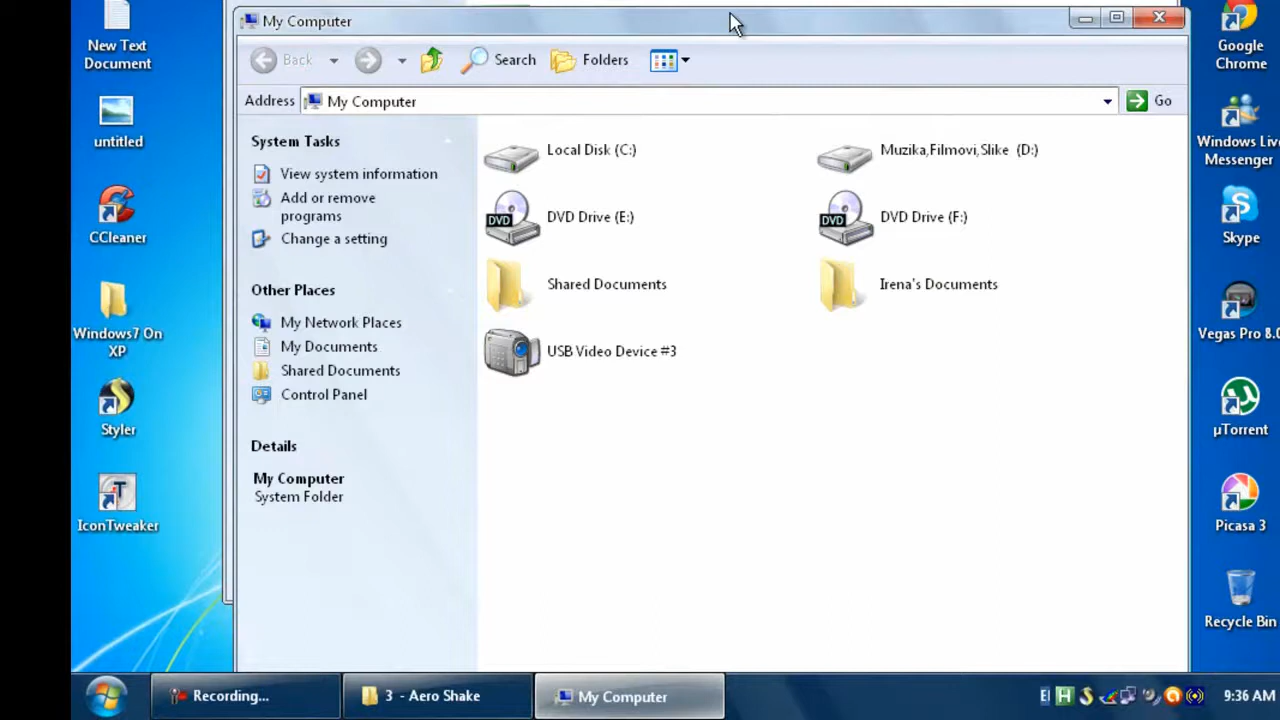 New Text
Document
untitled
CCleaner
Windows7 On
XP
Styler
IconTweaker
My Computer
Back
Search
Folders
Address
My Computer
Go
System Tasks
View system information
Add or remove
programs
Change a setting
Other Places
My Network Places
My Documents
Shared Documents
Control Panel
Details
My Computer
System Folder
Local Disk (C:)
Muzika,Filmovi,Slike (D:)
DVD
DVD Drive (E:)
DVD
DVD Drive (F:)
Shared Documents
Irena's Documents
USB Video Device #3
Google
Chrome
Windows Live
Messenger
Skype
Vegas Pro 8.0
µTorrent
Picasa 3
Recycle Bin
Recording...
3 - Aero Shake
My Computer
H
9:36 AM